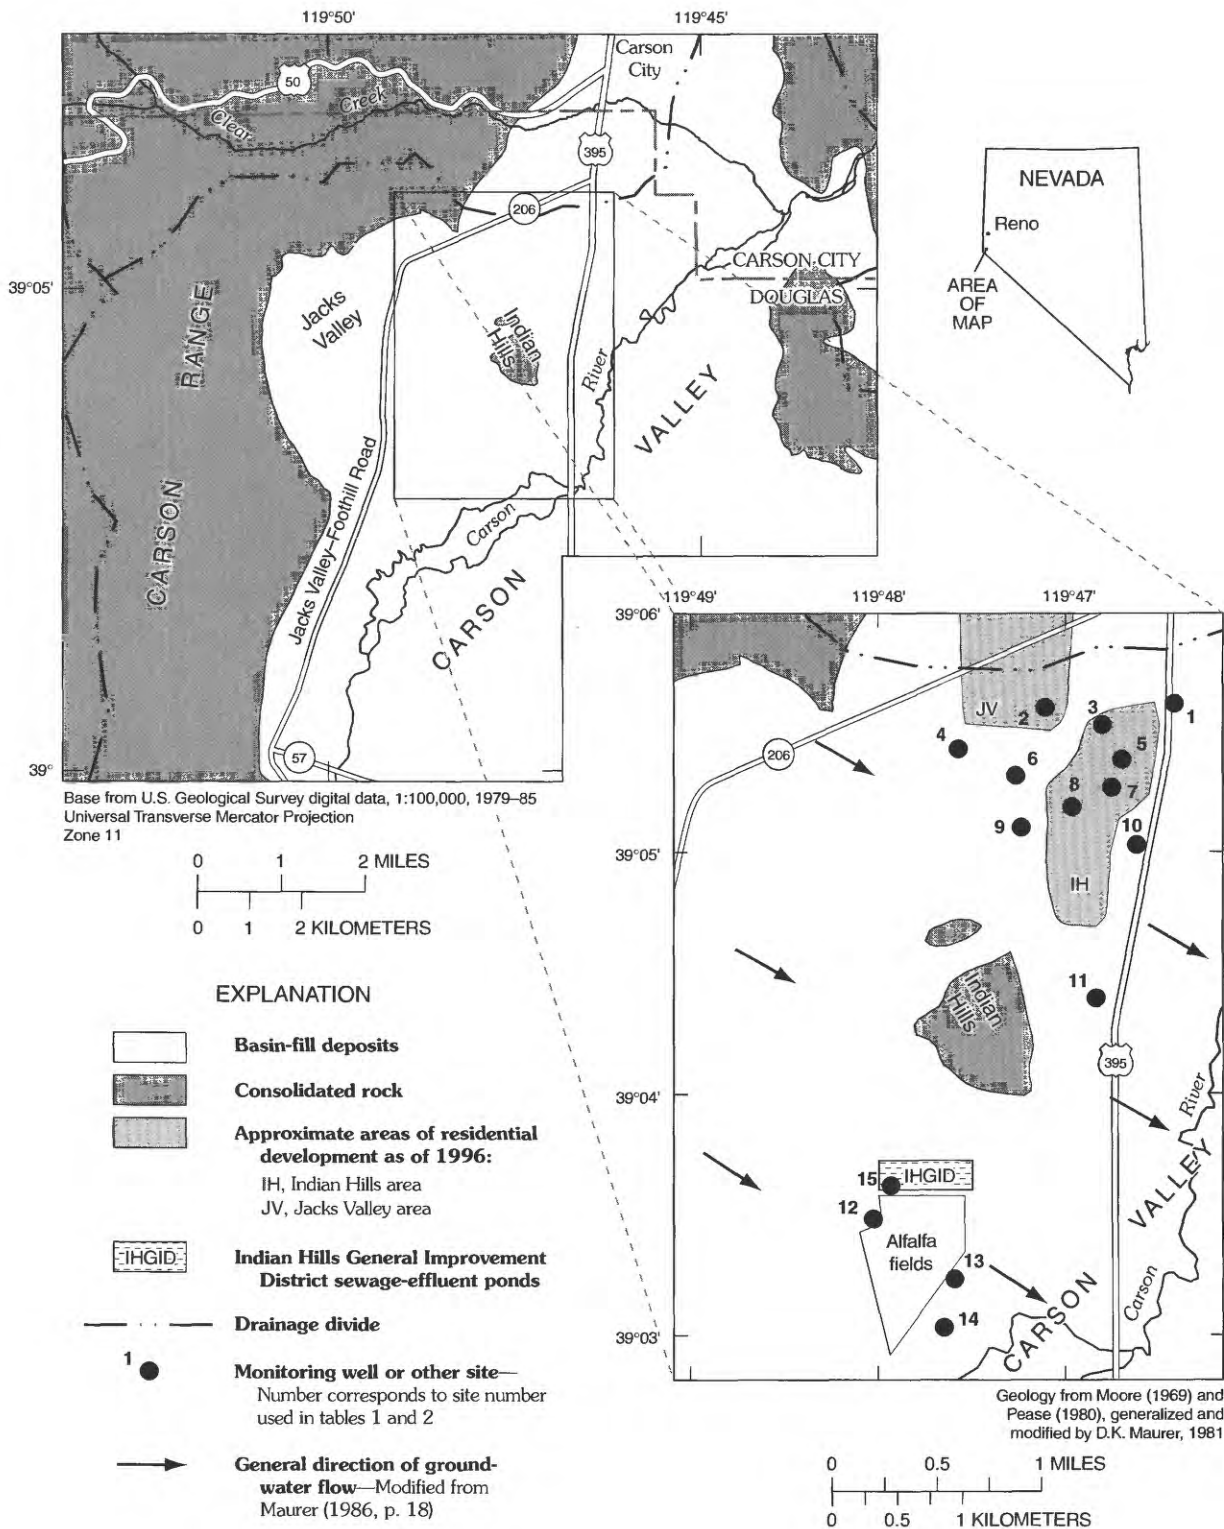 119°50'
119°45'
Carson
City
50
Clear
Creek
395
206
CARSON CITY
DOUGLAS
39°05'
Jacks
Valley
Indian
Hills
River
CARSON RANGE
VALLEY
Jacks Valley–Foothill Road
Carson
CARSON
57
39°
NEVADA
Reno
AREA
OF
MAP
Base from U.S. Geological Survey digital data, 1:100,000, 1979–85
Universal Transverse Mercator Projection
Zone 11
0 1 2 MILES
0 1 2 KILOMETERS
EXPLANATION
Basin-fill deposits
Consolidated rock
Approximate areas of residential
development as of 1996:
IH, Indian Hills area
JV, Jacks Valley area
IHGID
Indian Hills General Improvement
District sewage-effluent ponds
Drainage divide
1
Monitoring well or other site—
Number corresponds to site number
used in tables 1 and 2
General direction of ground-
water flow—Modified from
Maurer (1986, p. 18)
119°49'
119°48'
119°47'
39°06'
JV
2
3
1
4
5
206
6
8
7
9
10
39°05'
IH
Indian
Hills
11
395
39°04'
River
15
IHGID
12
VALLEY
Alfalfa
fields
13
CARSON
Carson
14
39°03'
Geology from Moore (1969) and
Pease (1980), generalized and
modified by D.K. Maurer, 1981
0 0.5 1 MILES
0 0.5 1 KILOMETERS